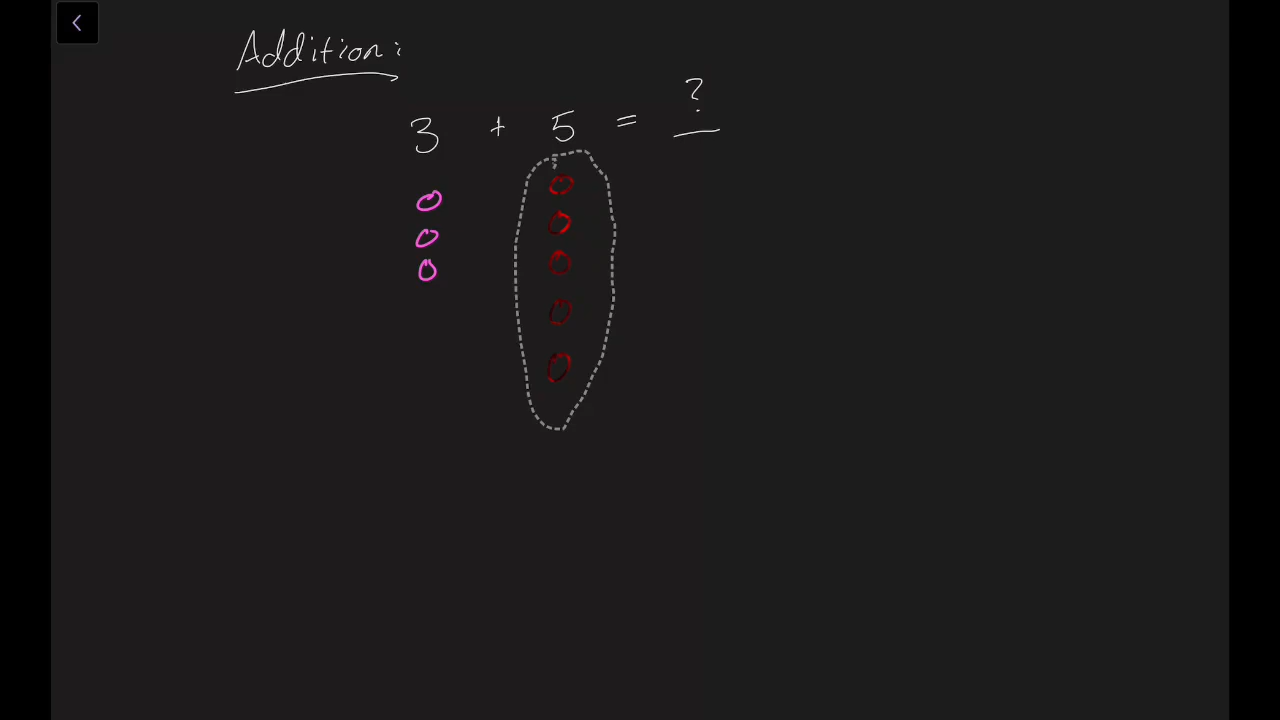 Addition:
3 + 5 = ?